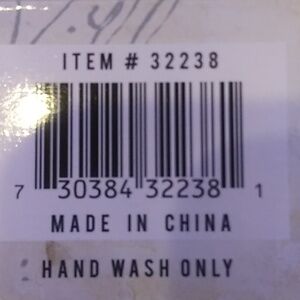 ITEM # 32238
7 30384 32238 1
MADE IN CHINA
HAND WASH ONLY